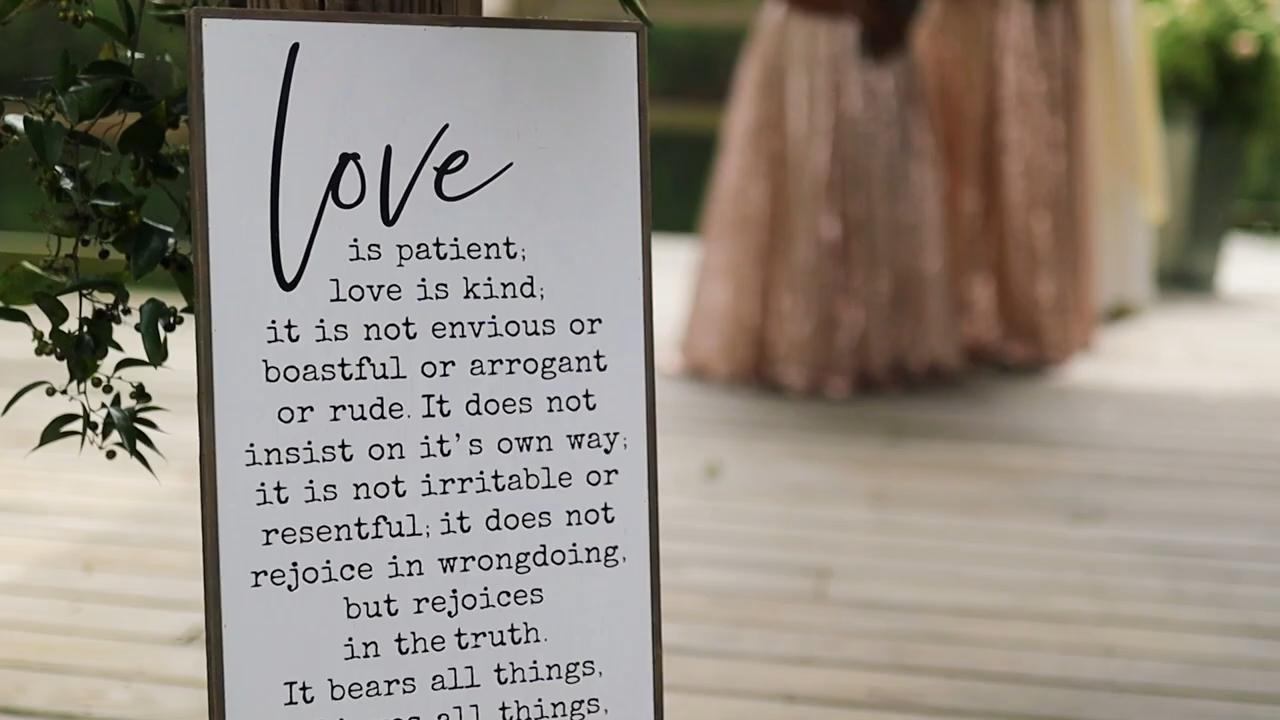 Love
is patient;
love is kind;
it is not envious or
boastful or arrogant
or rude. It does not
insist on it's own way;
it is not irritable or
resentful; it does not
rejoice in wrongdoing,
but rejoices
in the truth.
It bears all things,
all things,